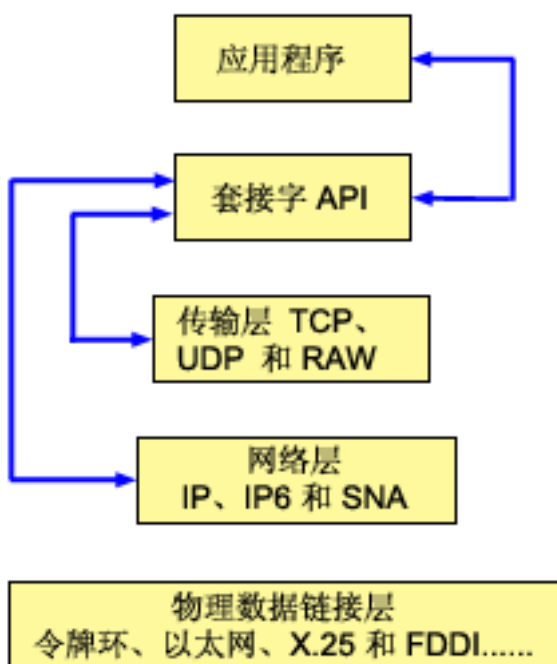 应用程序
套接字 API
传输层 TCP、
UDP 和 RAW
网络层
IP、IP6 和 SNA
物理数据链接层
令牌环、以太网、X.25 和 FDDI......